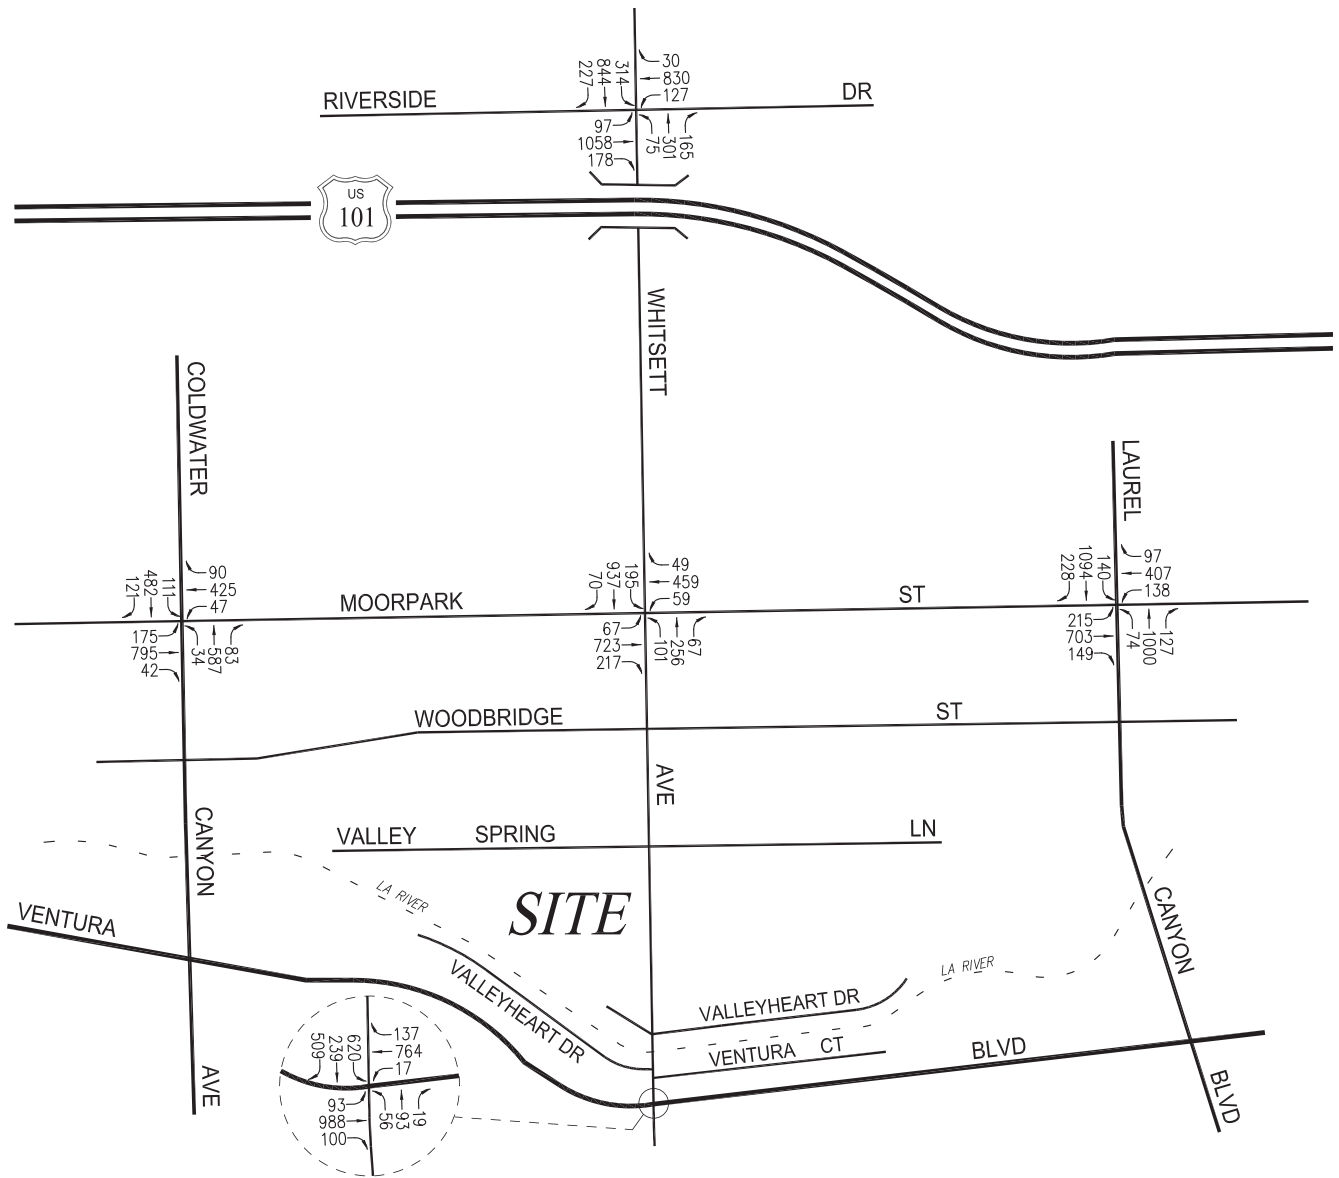 30
830
127
314
844
227
RIVERSIDE DR
97
1058
178
75
301
165
US
101
WHITSETT
COLDWATER
LAUREL
90
425
47
111
482
121
175
795
42
34
587
83
MOORPARK ST
49
459
59
195
937
70
67
723
217
101
256
67
97
407
138
140
1094
228
215
703
149
74
1000
127
WOODBRIDGE ST
AVE
CANYON
VALLEY SPRING LN
LA RIVER
SITE
VENTURA
CANYON
LA RIVER
VALLEYHEART DR
VALLEYHEART DR
VENTURA CT
BLVD
AVE
BLVD
137
764
17
620
239
509
93
988
100
56
93
19